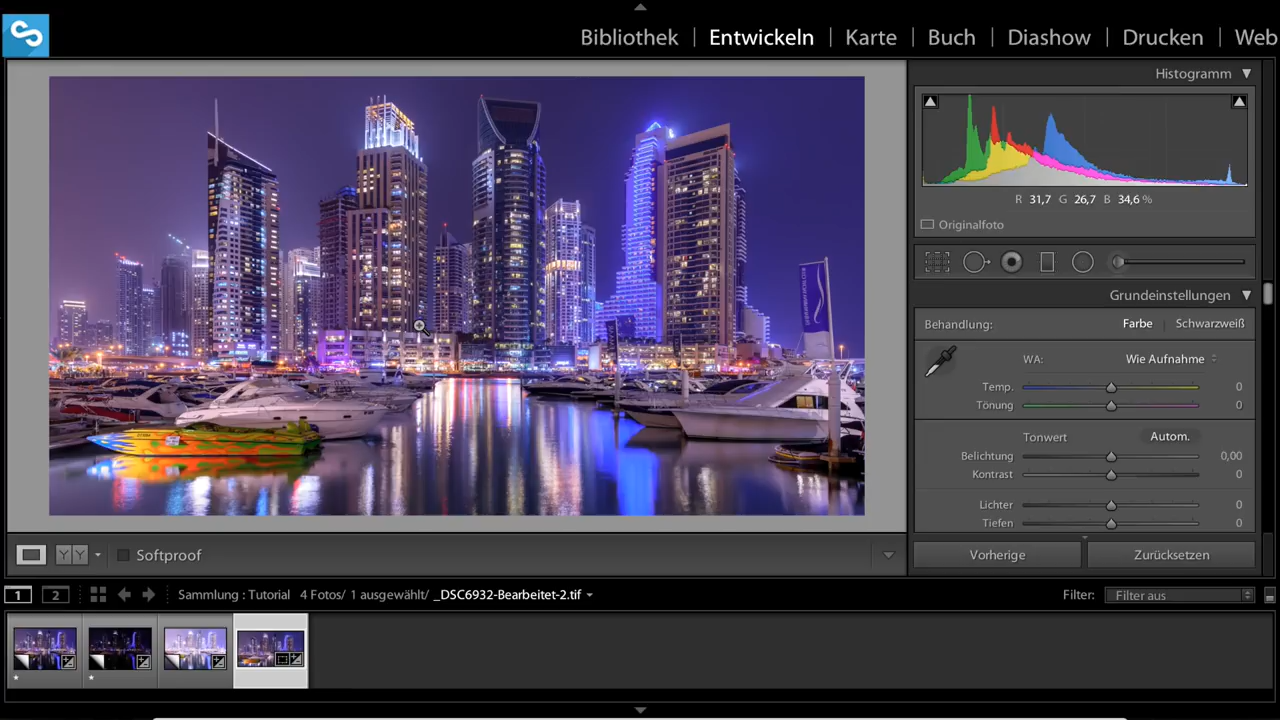 Bibliothek | Entwickeln | Karte | Buch | Diashow | Drucken | Web
Histogramm
R 31,7 G 26,7 B 34,6 %
Originalfoto
Grundeinstellungen
Behandlung: Farbe | Schwarzweiß
WA: Wie Aufnahme
Temp. 0
Tönung 0
Tonwert Autom.
Belichtung 0,00
Kontrast 0
Lichter 0
Tiefen 0
Y Y Softproof
Vorherige Zurücksetzen
1 2 Sammlung : Tutorial 4 Fotos/ 1 ausgewählt/ _DSC6932-Bearbeitet-2.tif Filter: Filter aus